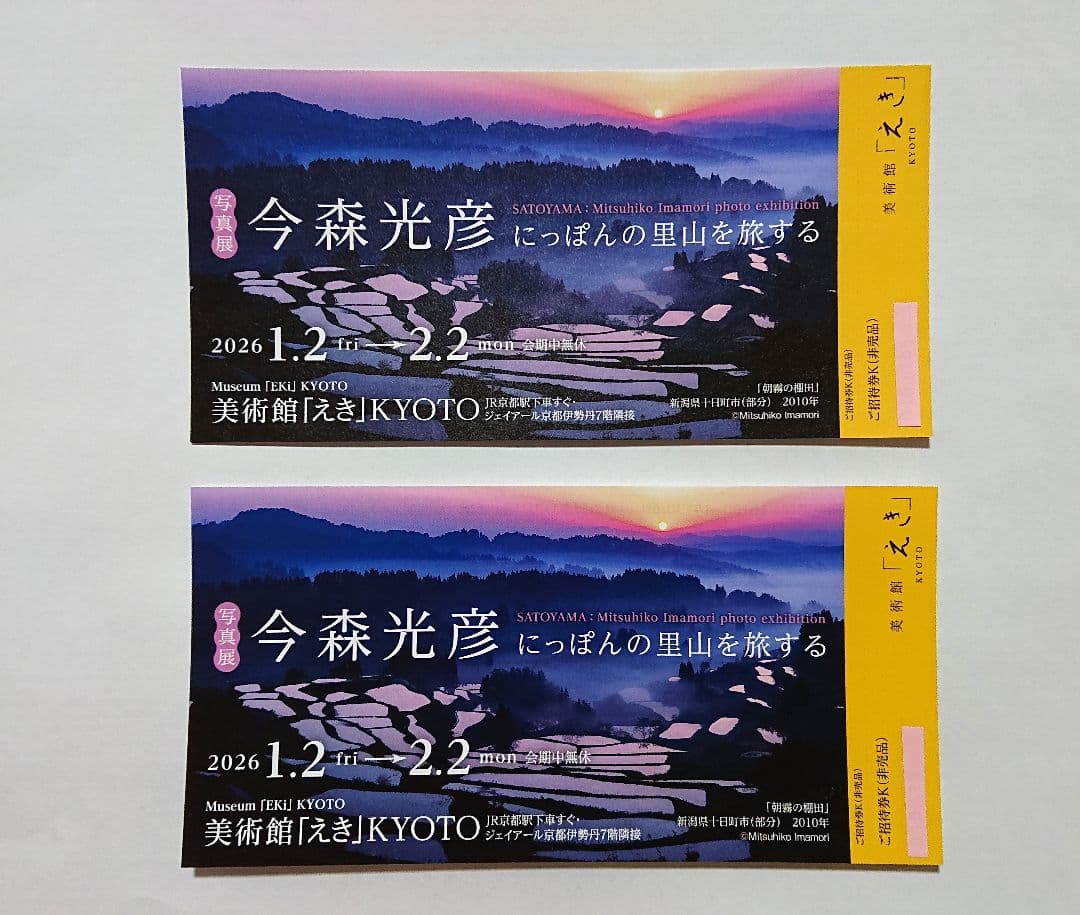 写真展
今森光彦
SATOYAMA : Mitsuhiko Imamori photo exhibition
にっぽんの里山を旅する
2026 1.2 fri → 2.2 mon 会期中無休
Museum「EKi」KYOTO
美術館「えき」KYOTO
JR京都駅下車すぐ・
ジェイアール京都伊勢丹7階隣接
「朝霧の棚田」
新潟県十日町市(部分) 2010年
©Mitsuhiko Imamori
美術館「えき」
KYOTO
ご招待券K(非売品)
ご招待券K(非売品)
写真展
今森光彦
SATOYAMA : Mitsuhiko Imamori photo exhibition
にっぽんの里山を旅する
2026 1.2 fri → 2.2 mon 会期中無休
Museum「EKi」KYOTO
美術館「えき」KYOTO
JR京都駅下車すぐ・
ジェイアール京都伊勢丹7階隣接
「朝霧の棚田」
新潟県十日町市(部分) 2010年
©Mitsuhiko Imamori
美術館「えき」
KYOTO
ご招待券K(非売品)
ご招待券K(非売品)